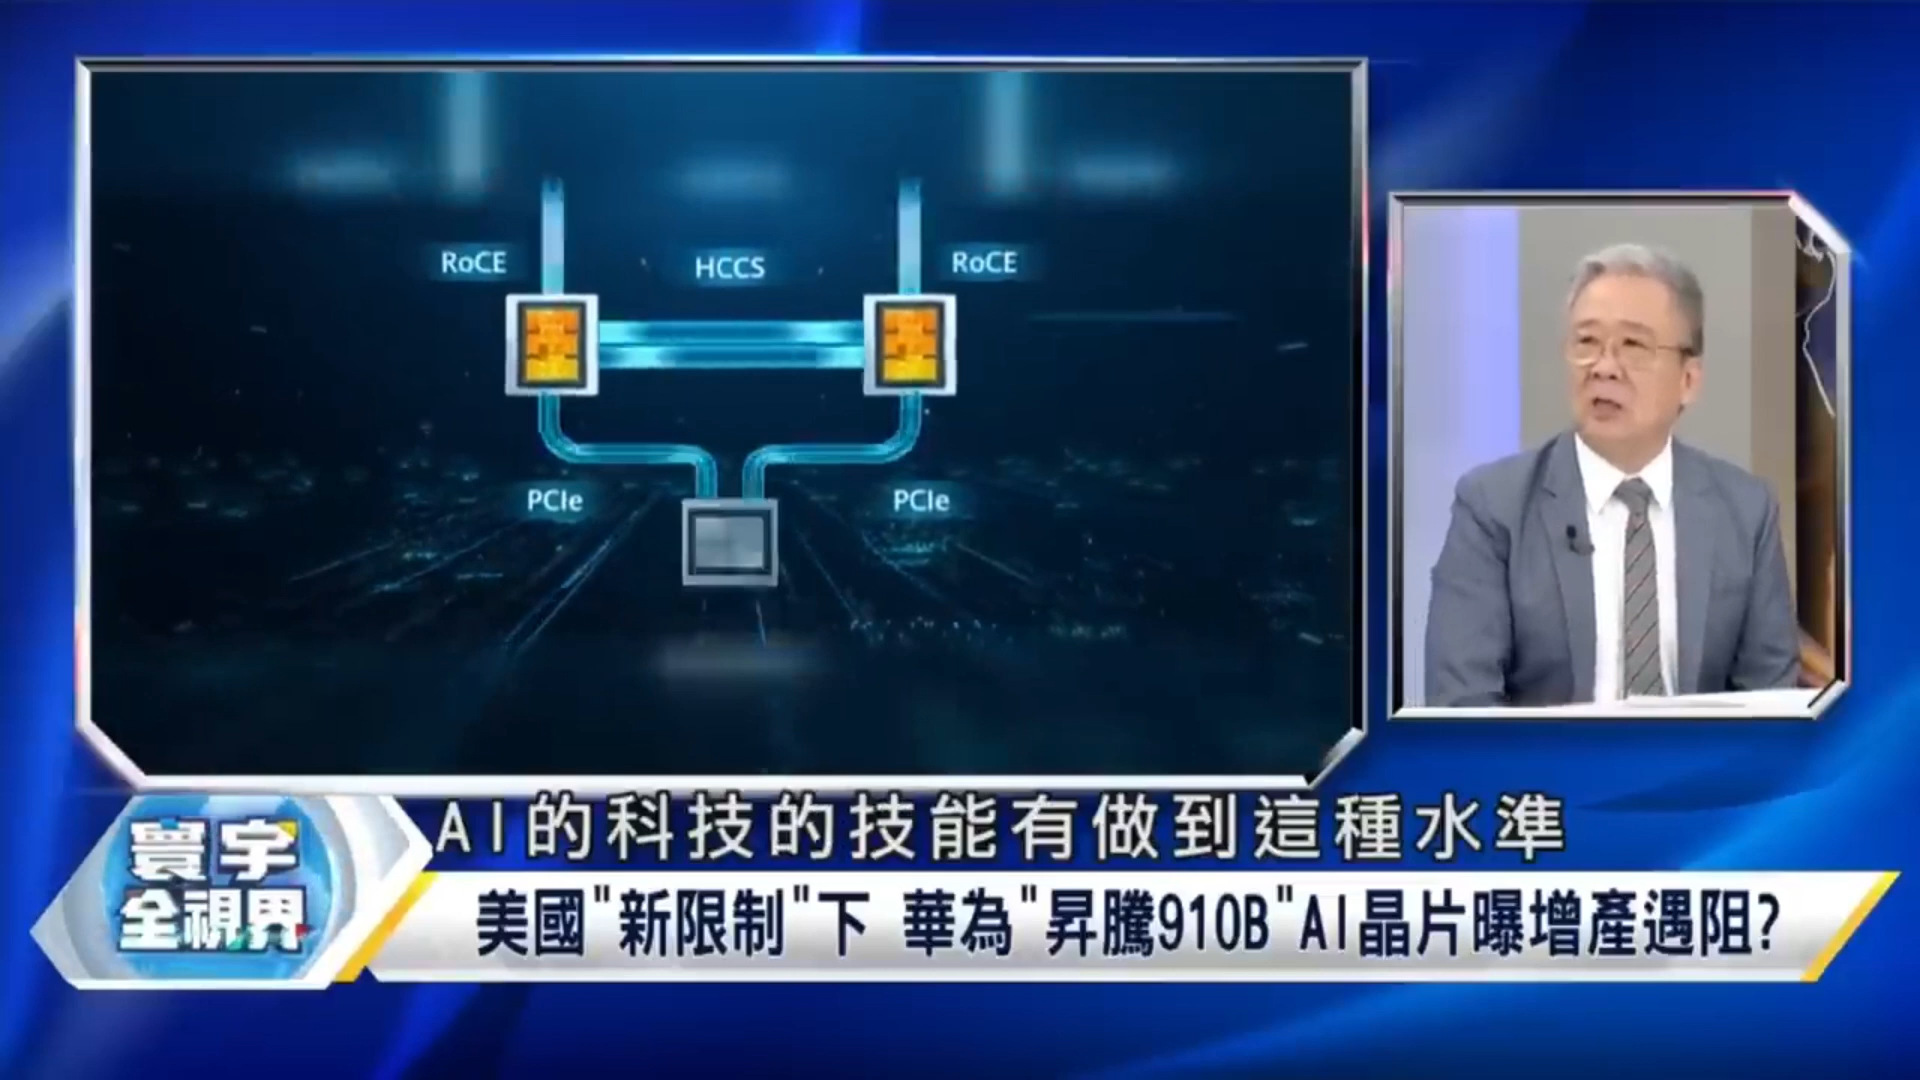 RoCE
HCCS
RoCE
PCIe
PCIe
AI的科技的技能有做到這種水準
寰宇
全視界
美國"新限制"下 華為"昇騰910B"AI晶片曝增產遇阻?